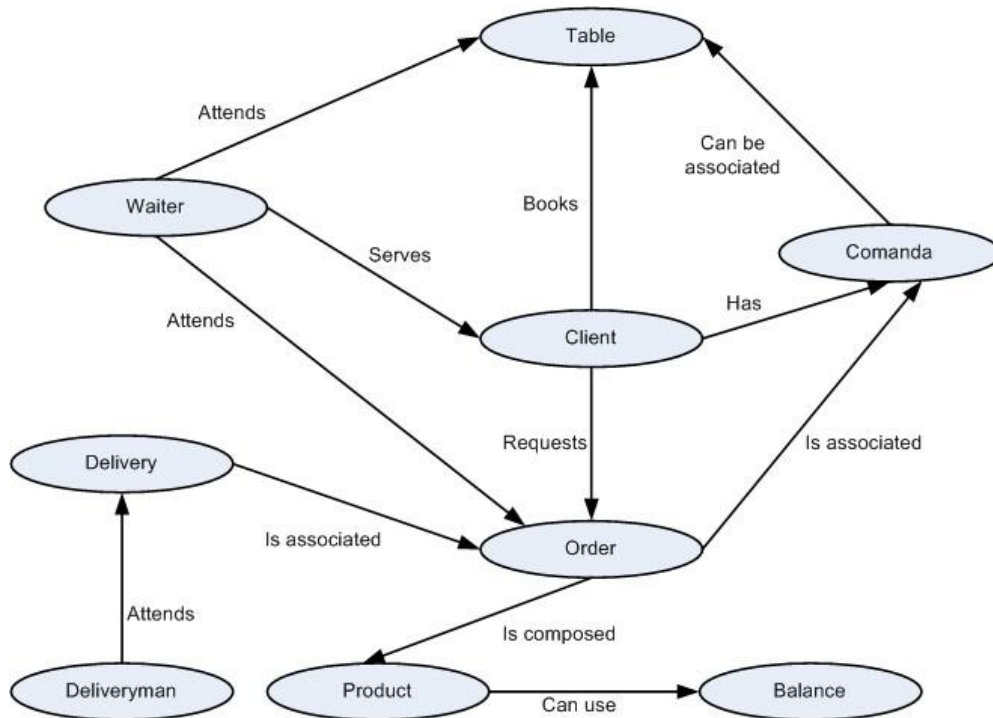 Table
Attends
Can be
associated
Waiter
Books
Comanda
Serves
Has
Attends
Client
Requests
Is associated
Delivery
Is associated
Order
Attends
Is composed
Deliveryman
Product
Can use
Balance